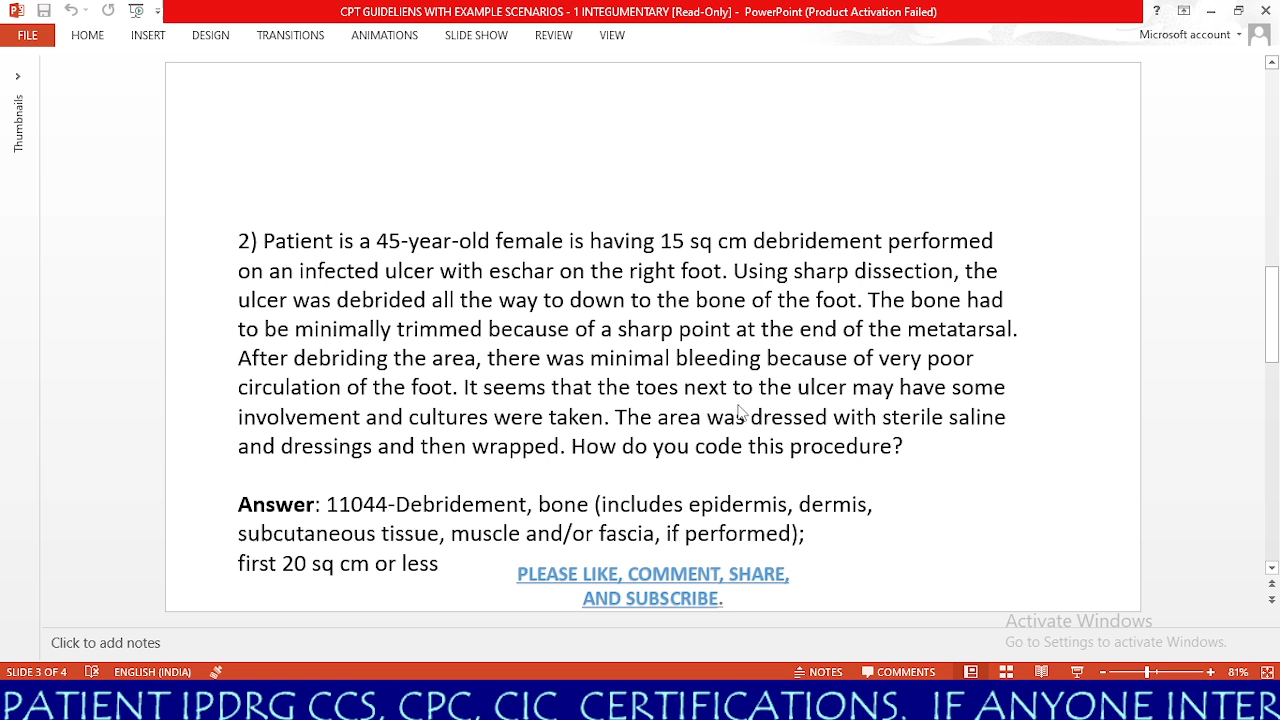 CPT GUIDELIENS WITH EXAMPLE SCENARIOS - 1 INTEGUMENTARY [Read-Only] - PowerPoint (Product Activation Failed)
FILE HOME INSERT DESIGN TRANSITIONS ANIMATIONS SLIDE SHOW REVIEW VIEW Microsoft account
Thumbnails
2) Patient is a 45-year-old female is having 15 sq cm debridement performed
on an infected ulcer with eschar on the right foot. Using sharp dissection, the
ulcer was debrided all the way to down to the bone of the foot. The bone had
to be minimally trimmed because of a sharp point at the end of the metatarsal.
After debriding the area, there was minimal bleeding because of very poor
circulation of the foot. It seems that the toes next to the ulcer may have some
involvement and cultures were taken. The area was dressed with sterile saline
and dressings and then wrapped. How do you code this procedure?
Answer: 11044-Debridement, bone (includes epidermis, dermis,
subcutaneous tissue, muscle and/or fascia, if performed);
first 20 sq cm or less
PLEASE LIKE, COMMENT, SHARE,
AND SUBSCRIBE.
Activate Windows
Go to Settings to activate Windows.
Click to add notes
SLIDE 3 OF 4 ENGLISH (INDIA) NOTES COMMENTS 81%
PATIENT IPDRG CCS, CPC, CIC CERTIFICATIONS. IF ANYONE INTER